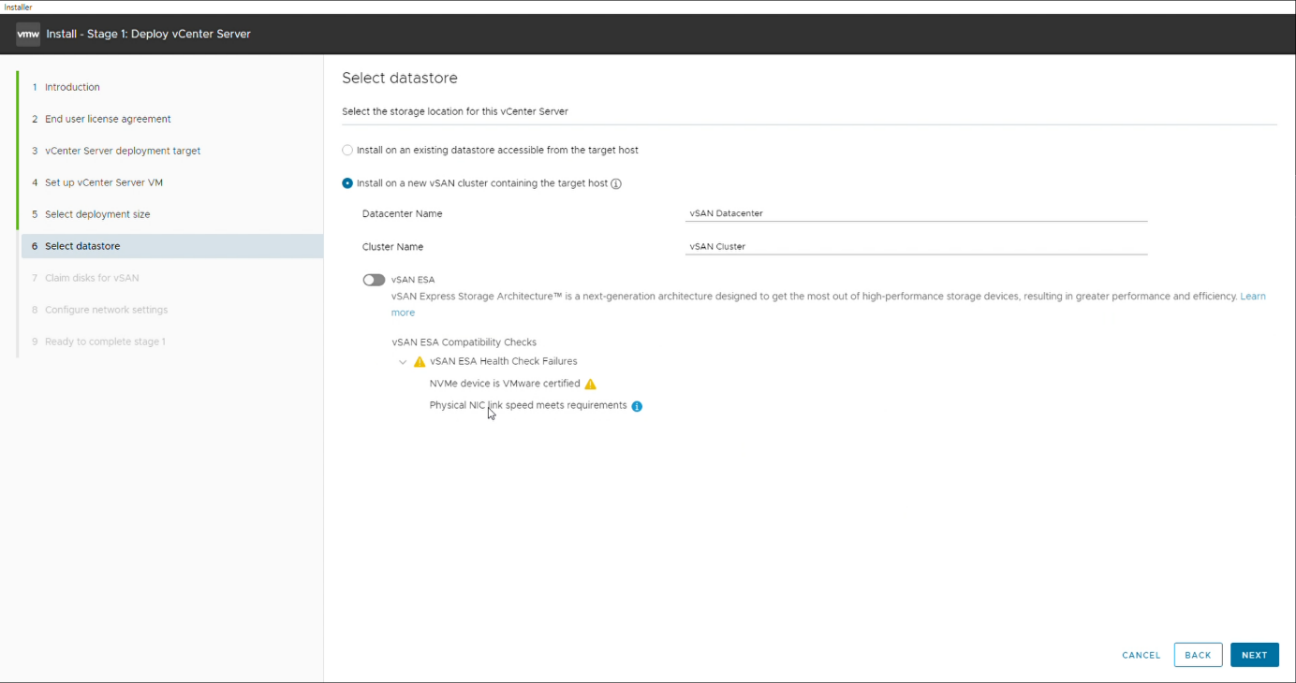 Installer
vmw Install - Stage 1: Deploy vCenter Server
1 Introduction
2 End user license agreement
3 vCenter Server deployment target
4 Set up vCenter Server VM
5 Select deployment size
6 Select datastore
7 Claim disks for vSAN
8 Configure network settings
9 Ready to complete stage 1
Select datastore
Select the storage location for this vCenter Server
Install on an existing datastore accessible from the target host
Install on a new vSAN cluster containing the target host
Datacenter Name vSAN Datacenter
Cluster Name vSAN Cluster
vSAN ESA
vSAN Express Storage Architecture™ is a next-generation architecture designed to get the most out of high-performance storage devices, resulting in greater performance and efficiency. Learn
more
vSAN ESA Compatibility Checks
vSAN ESA Health Check Failures
NVMe device is VMware certified
Physical NIC link speed meets requirements
CANCEL BACK NEXT